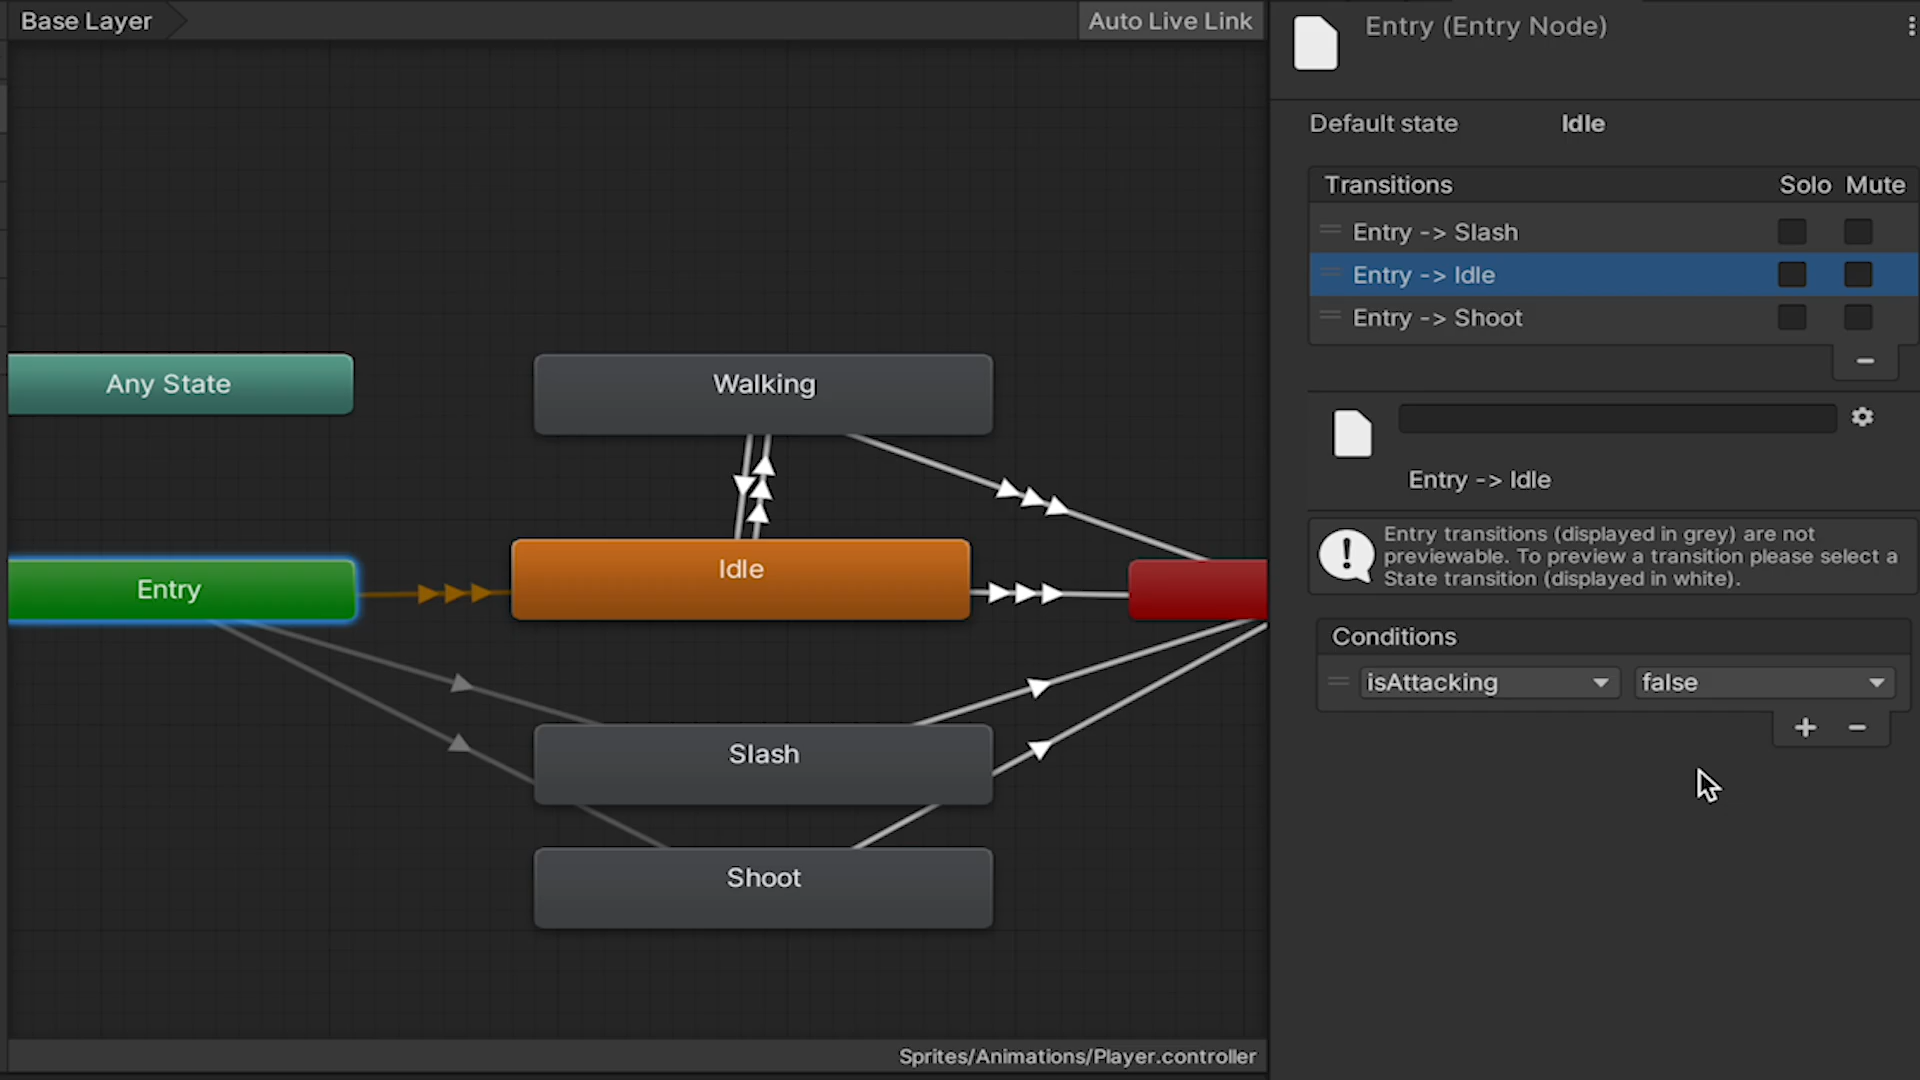 Base Layer
Auto Live Link
Any State
Walking
Entry
Idle
Slash
Shoot
Sprites/Animations/Player.controller
Entry (Entry Node)
Default state Idle
Transitions Solo Mute
Entry -> Slash
Entry -> Idle
Entry -> Shoot
Entry -> Idle
Entry transitions (displayed in grey) are not
previewable. To preview a transition please select a
State transition (displayed in white).
Conditions
isAttacking false